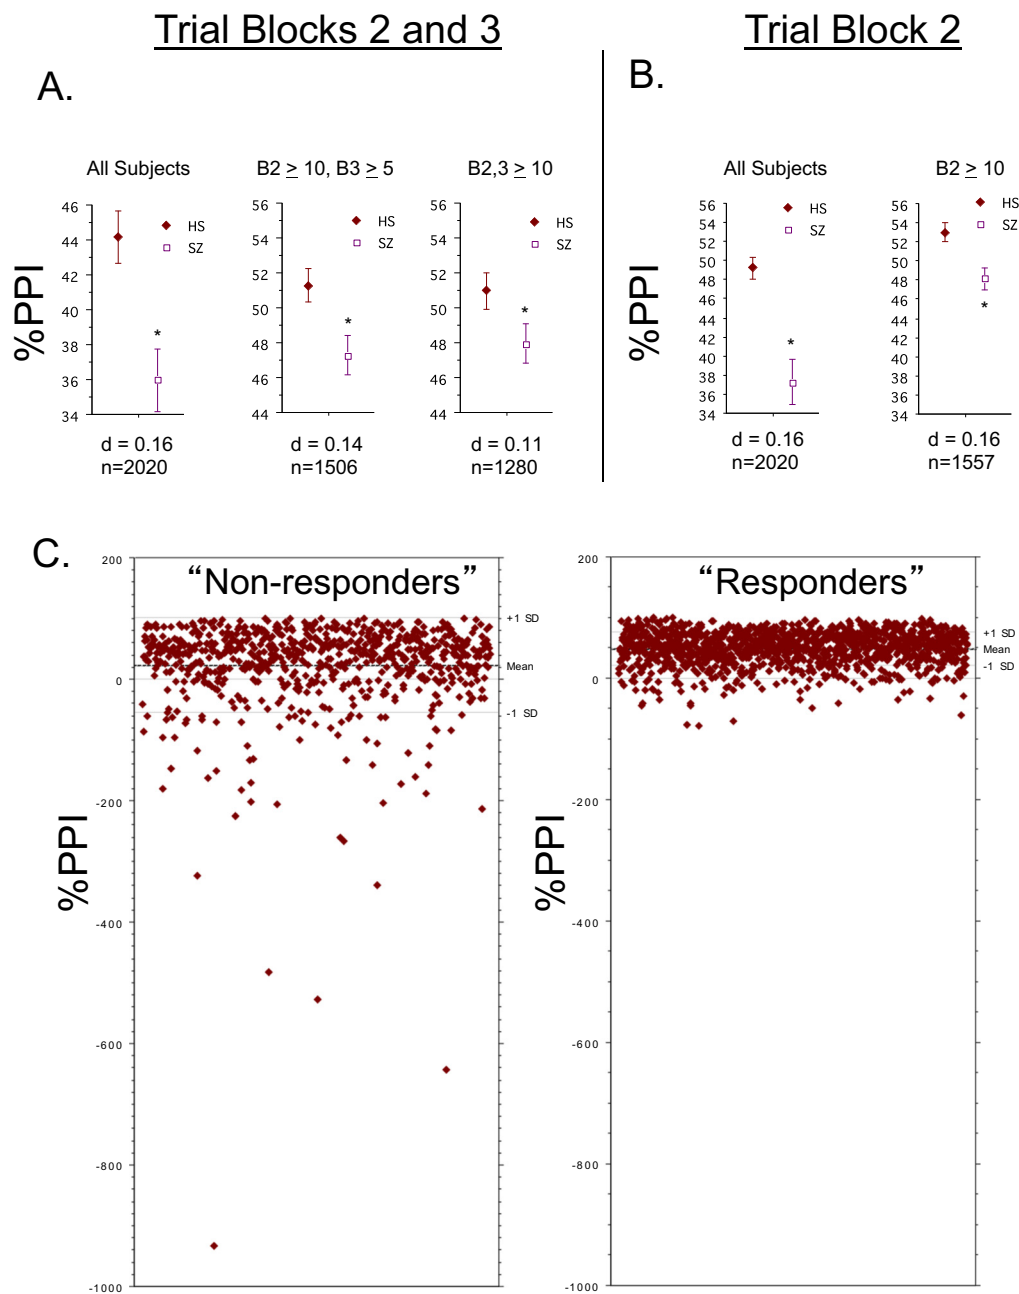 Trial Blocks 2 and 3
Trial Block 2
A.
B.
All Subjects
B2 ≥ 10, B3 ≥ 5
B2,3 ≥ 10
All Subjects
B2 ≥ 10
%PPI
46
44
42
40
38
36
34
HS
SZ
*
d = 0.16
n=2020
56
54
52
50
48
46
44
HS
SZ
*
d = 0.14
n=1506
56
54
52
50
48
46
44
HS
SZ
*
d = 0.11
n=1280
%PPI
56
54
52
50
48
46
44
42
40
38
36
34
HS
SZ
*
d = 0.16
n=2020
56
54
52
50
48
46
44
42
40
38
36
34
HS
SZ
*
d = 0.16
n=1557
C.
%PPI
“Non-responders”
200
0
-200
-400
-600
-800
-1000
+1 SD
Mean
-1 SD
%PPI
“Responders”
200
0
-200
-400
-600
-800
-1000
+1 SD
Mean
-1 SD